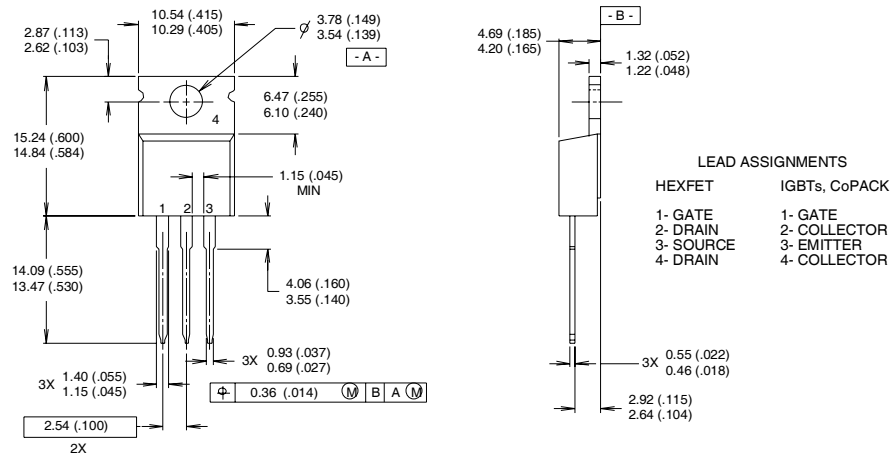 10.54 (.415)
10.29 (.405)
2.87 (.113)
2.62 (.103)
ø 3.78 (.149)
3.54 (.139)
- A -
6.47 (.255)
6.10 (.240)
4
15.24 (.600)
14.84 (.584)
1.15 (.045)
MIN
1 2 3
14.09 (.555)
13.47 (.530)
4.06 (.160)
3.55 (.140)
3X 0.93 (.037)
0.69 (.027)
3X 1.40 (.055)
1.15 (.045)
⌖ 0.36 (.014) Ⓜ B A Ⓜ
2.54 (.100)
2X
- B -
4.69 (.185)
4.20 (.165)
1.32 (.052)
1.22 (.048)
3X 0.55 (.022)
0.46 (.018)
2.92 (.115)
2.64 (.104)
LEAD ASSIGNMENTS
HEXFET IGBTs, CoPACK
1- GATE 1- GATE
2- DRAIN 2- COLLECTOR
3- SOURCE 3- EMITTER
4- DRAIN 4- COLLECTOR